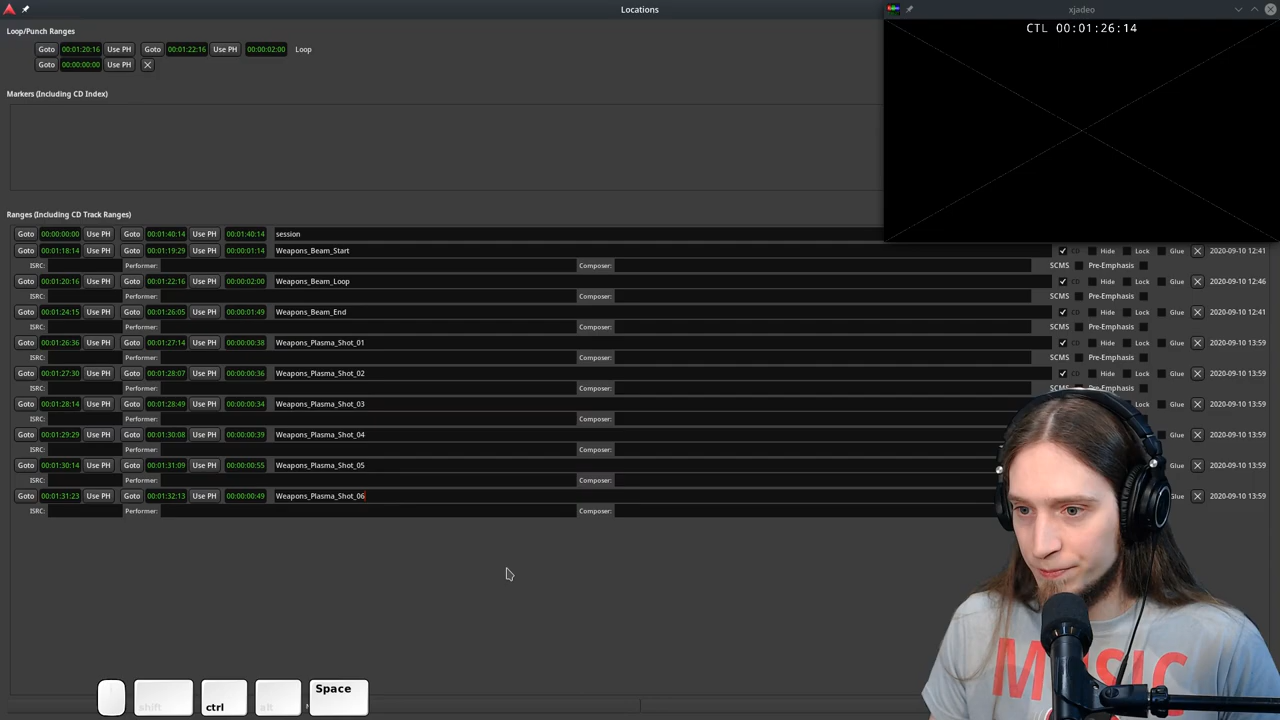 Locations
xjadeo
CTL 00:01:26:14
Loop/Punch Ranges
Goto 00:01:20:16 Use PH Goto 00:01:22:16 Use PH 00:00:02:00 Loop
Goto 00:00:00:00 Use PH
Markers (Including CD Index)
Ranges (Including CD Track Ranges)
Goto 00:00:00:00 Use PH Goto 00:01:40:14 Use PH 00:01:40:14 session
Goto 00:01:18:14 Use PH Goto 00:01:19:29 Use PH 00:00:01:14 Weapons_Beam_Start CD Hide Lock Glue 2020-09-10 12:41
ISRC: Performer: Composer: SCMS Pre-Emphasis
Goto 00:01:20:16 Use PH Goto 00:01:22:16 Use PH 00:00:02:00 Weapons_Beam_Loop CD Hide Lock Glue 2020-09-10 12:46
ISRC: Performer: Composer: SCMS Pre-Emphasis
Goto 00:01:24:15 Use PH Goto 00:01:26:05 Use PH 00:00:01:49 Weapons_Beam_End CD Hide Lock Glue 2020-09-10 12:41
ISRC: Performer: Composer: SCMS Pre-Emphasis
Goto 00:01:26:36 Use PH Goto 00:01:27:14 Use PH 00:00:00:38 Weapons_Plasma_Shot_01 CD Hide Lock Glue 2020-09-10 13:59
ISRC: Performer: Composer: SCMS Pre-Emphasis
Goto 00:01:27:30 Use PH Goto 00:01:28:07 Use PH 00:00:00:36 Weapons_Plasma_Shot_02 CD Hide Lock Glue 2020-09-10 13:59
ISRC: Performer: Composer: SCMS Pre-Emphasis
Goto 00:01:28:14 Use PH Goto 00:01:28:49 Use PH 00:00:00:34 Weapons_Plasma_Shot_03 Lock Glue 2020-09-10 13:59
ISRC: Performer: Composer:
Goto 00:01:29:29 Use PH Goto 00:01:30:08 Use PH 00:00:00:39 Weapons_Plasma_Shot_04 Glue 2020-09-10 13:59
ISRC: Performer: Composer:
Goto 00:01:30:14 Use PH Goto 00:01:31:09 Use PH 00:00:00:55 Weapons_Plasma_Shot_05 Glue 2020-09-10 13:59
ISRC: Performer: Composer:
Goto 00:01:31:23 Use PH Goto 00:01:32:13 Use PH 00:00:00:49 Weapons_Plasma_Shot_06 Glue 2020-09-10 13:59
ISRC: Performer: Composer:
shift ctrl alt Space
MUSIC